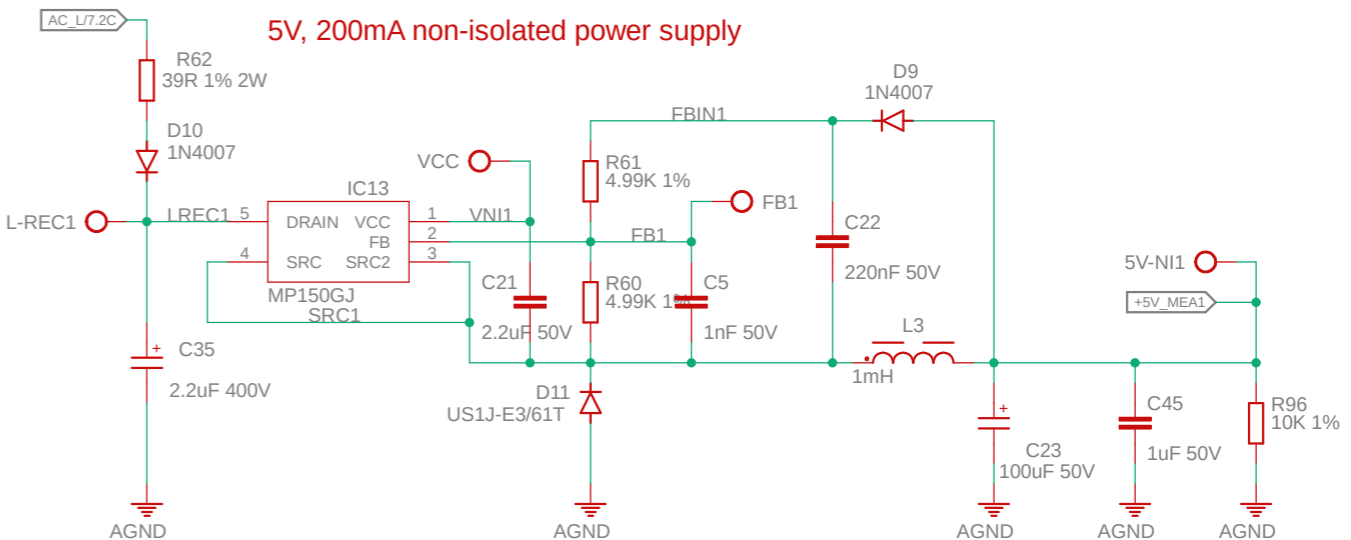 AC_L/7.2C
5V, 200mA non-isolated power supply
R62
39R 1% 2W
D9
1N4007
FBIN1
D10
1N4007
VCC
R61
4.99K 1%
IC13
L-REC1
LREC1
5
DRAIN
VCC
1
VNI1
FB
2
FB1
FB1
4
SRC
SRC2
3
C22
220nF 50V
5V-NI1
MP150GJ
SRC1
C21
2.2uF 50V
R60
4.99K 1%
C5
1nF 50V
+5V_MEA1
L3
1mH
C35
+
2.2uF 400V
D11
US1J-E3/61T
+
C23
100uF 50V
C45
1uF 50V
R96
10K 1%
AGND
AGND
AGND
AGND
AGND